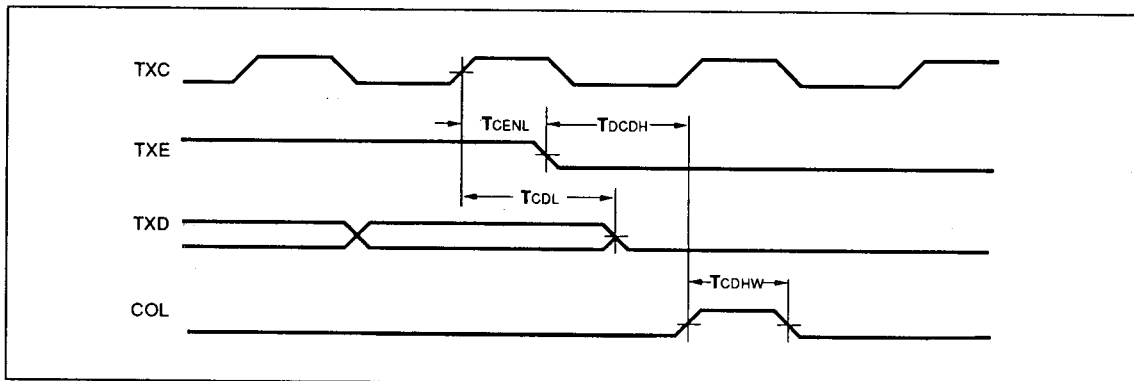 TXC
TCENL
TDCDH
TXE
TCDL
TXD
TCDHW
COL